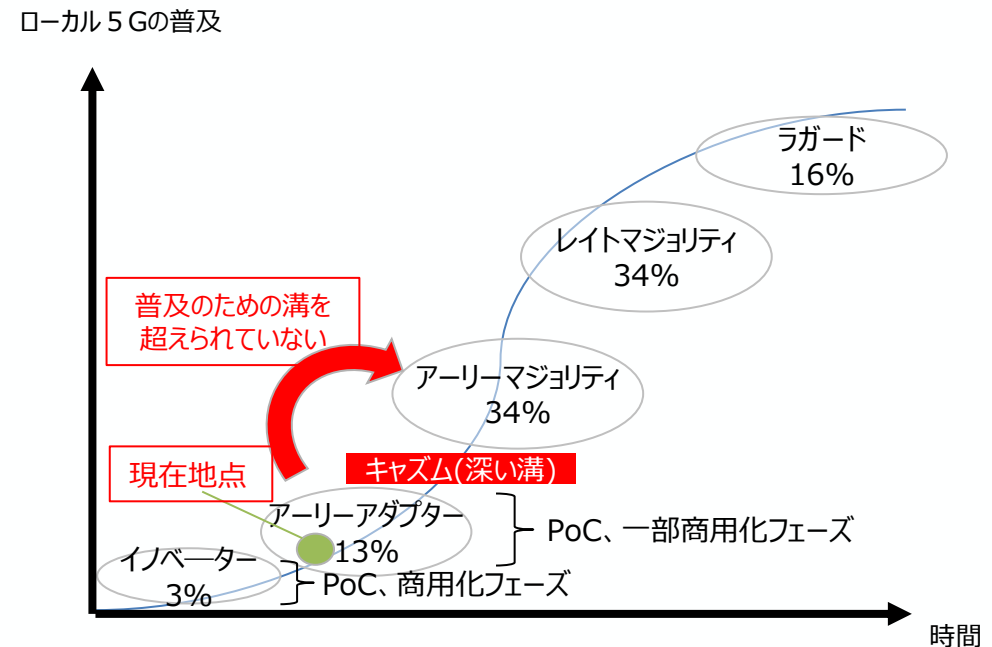 ローカル５Gの普及
ラガード
16%
レイトマジョリティ
34%
普及のための溝を
超えられていない
アーリーマジョリティ
34%
キャズム(深い溝)
現在地点
アーリーアダプター
13%
PoC、一部商用化フェーズ
イノベ―ター
3%
PoC、商用化フェーズ
時間